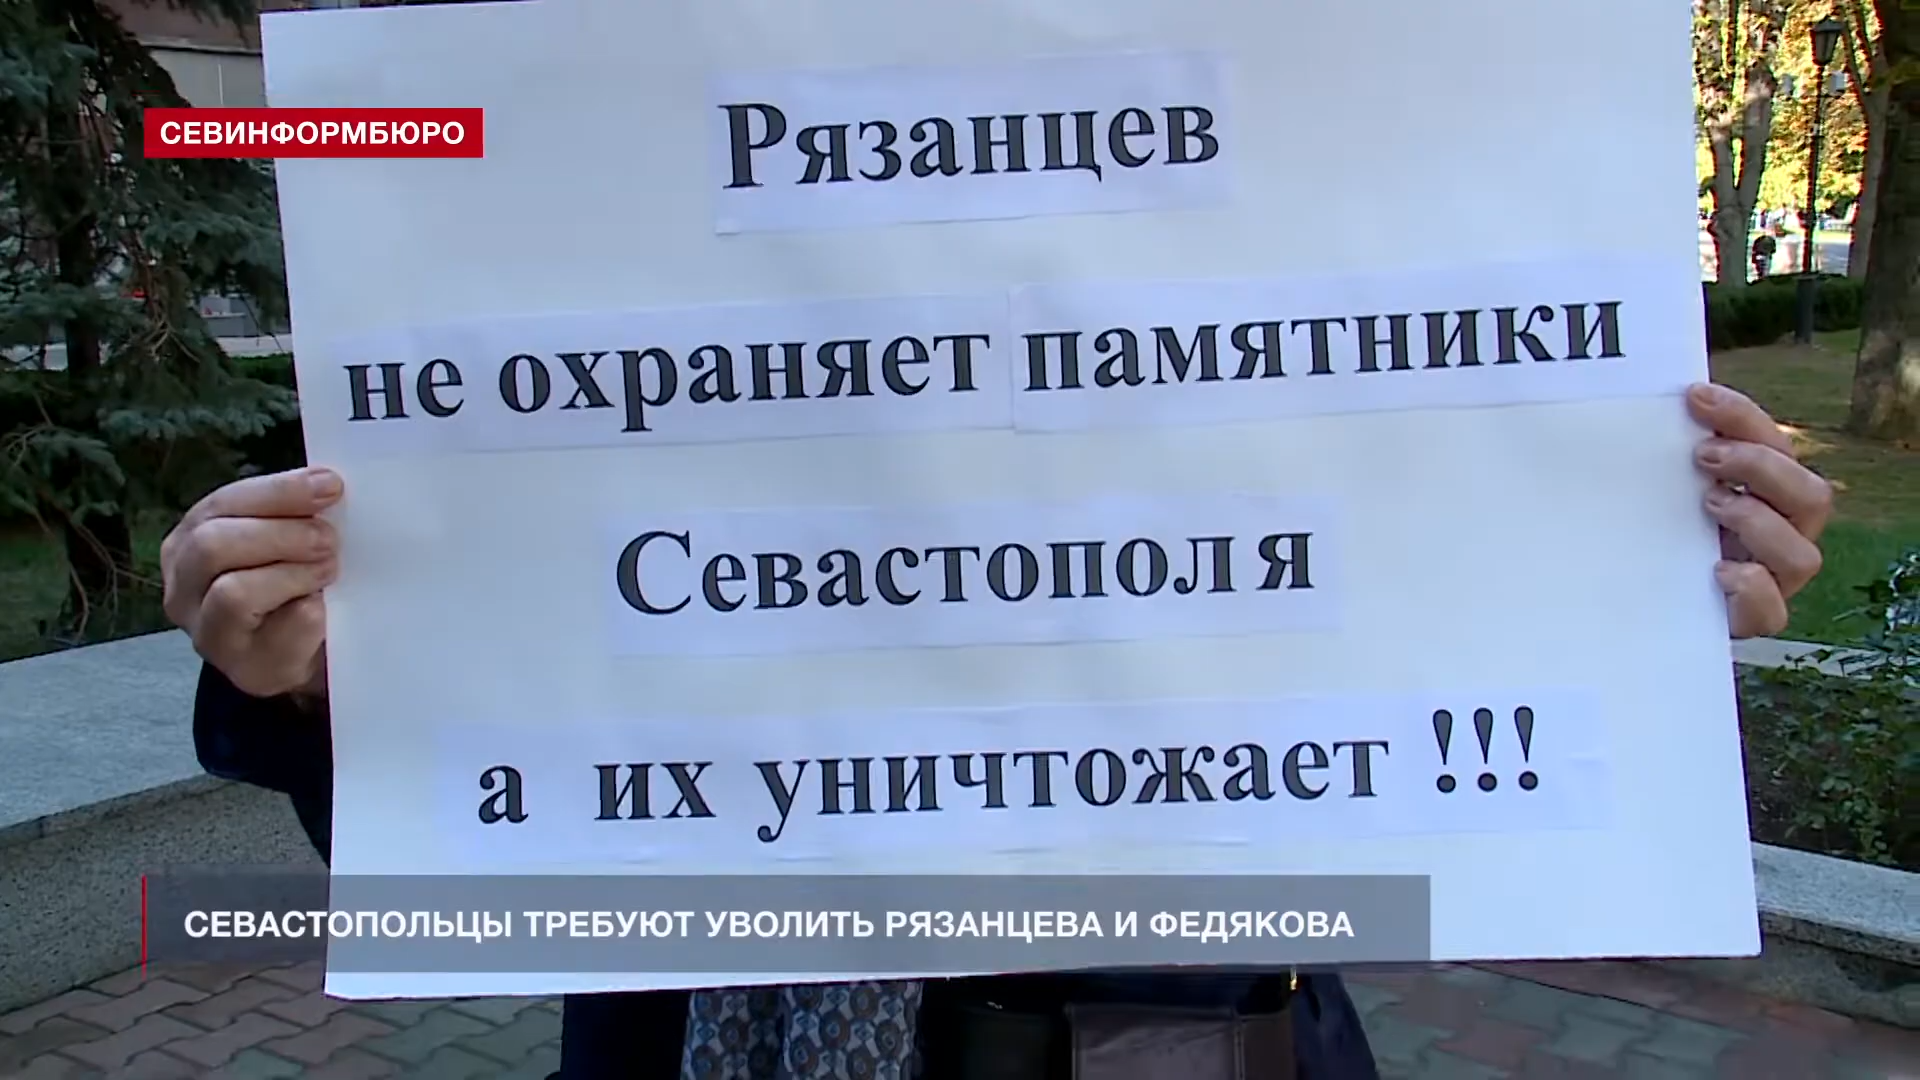 СЕВИНФОРМБЮРО
Рязанцев
не охраняет памятники
Севастополя
а их уничтожает !!!
СЕВАСТОПОЛЬЦЫ ТРЕБУЮТ УВОЛИТЬ РЯЗАНЦЕВА И ФЕДЯКОВА